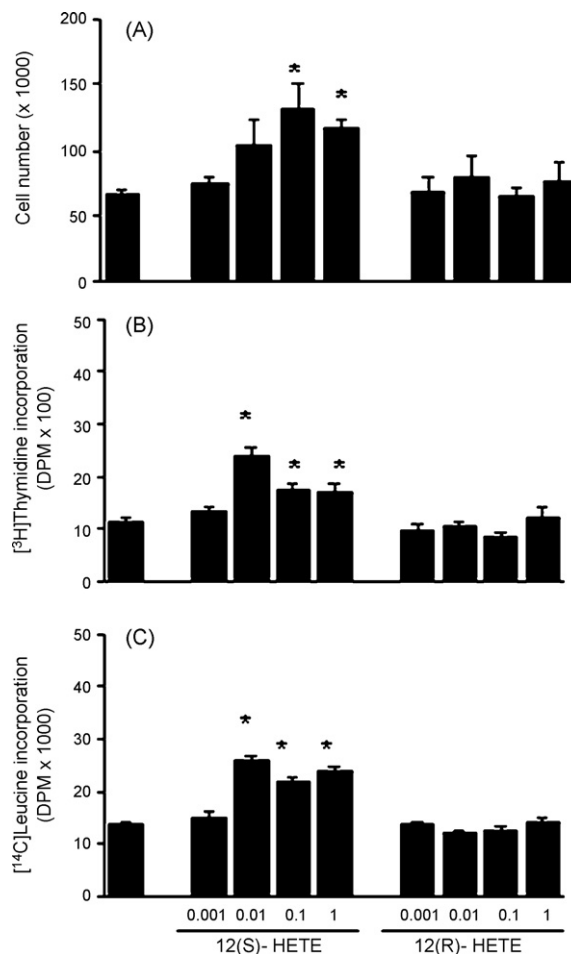 (A)
Cell number (x 1000)
200
150
100
50
0
* *
(B)
[³H]Thymidine incorporation
(DPM x 100)
50
40
30
20
10
0
* * *
(C)
[¹⁴C]Leucine incorporation
(DPM x 1000)
50
40
30
20
10
0
* * *
0.001 0.01 0.1 1 0.001 0.01 0.1 1
12(S)- HETE 12(R)- HETE